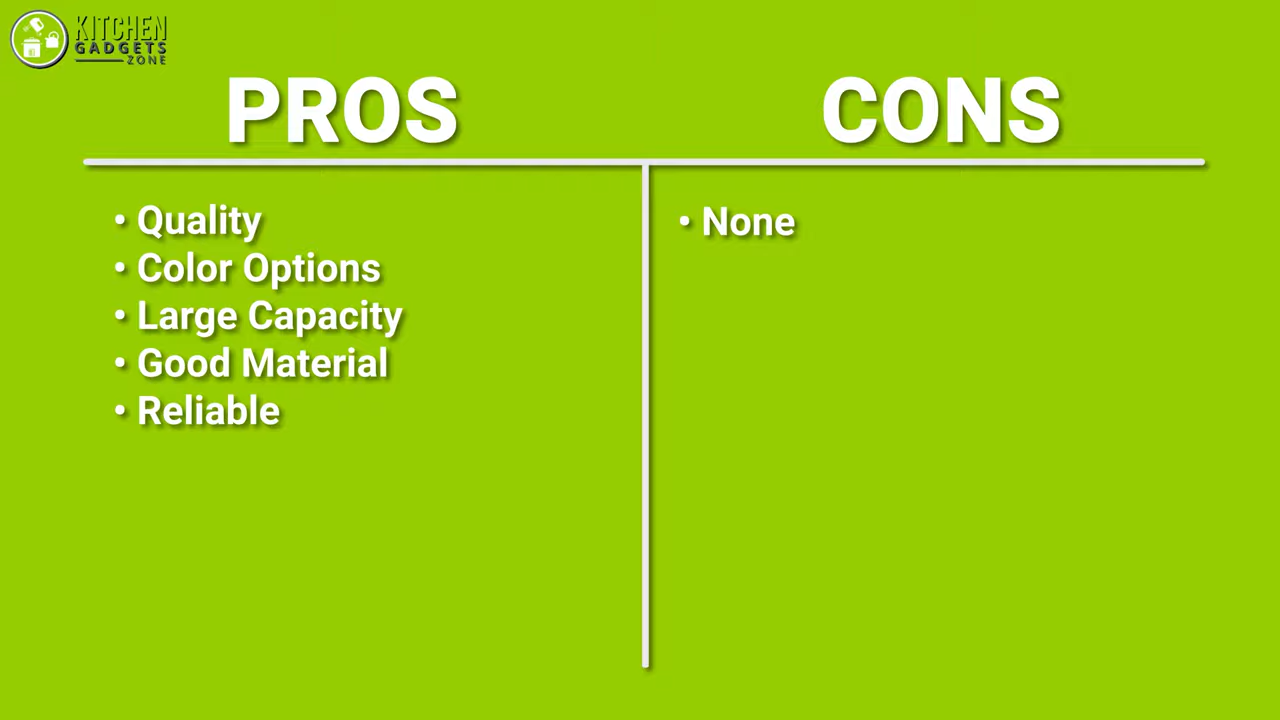 KITCHEN
GADGETS
ZONE
PROS
CONS
• Quality
• Color Options
• Large Capacity
• Good Material
• Reliable
• None